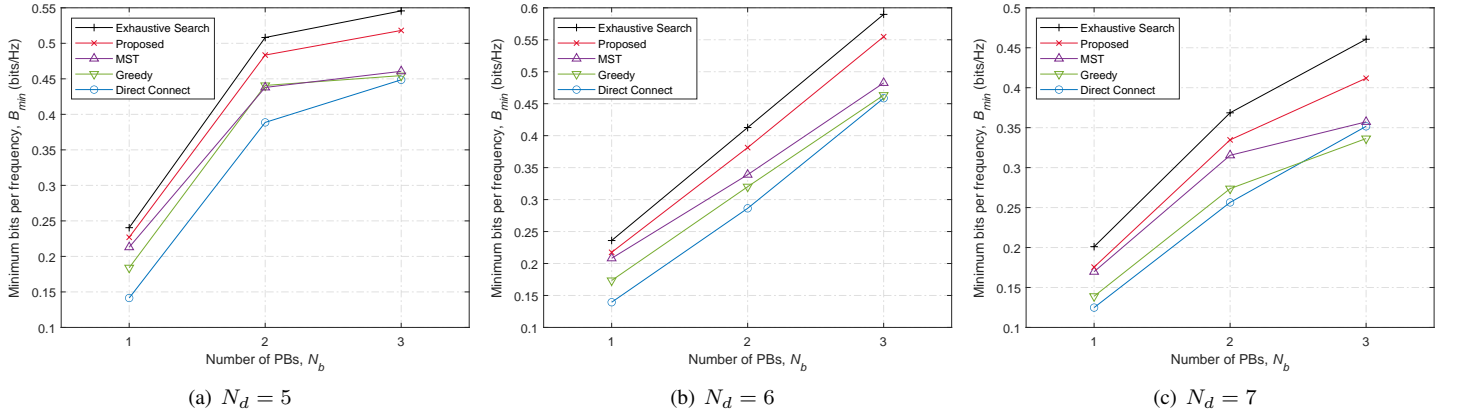 0.55
0.5
0.45
0.4
0.35
0.3
0.25
0.2
0.15
0.1
Minimum bits per frequency, B_min (bits/Hz)
Exhaustive Search
Proposed
MST
Greedy
Direct Connect
1 2 3
Number of PBs, N_b
(a) N_d = 5
0.6
0.55
0.5
0.45
0.4
0.35
0.3
0.25
0.2
0.15
0.1
Minimum bits per frequency, B_min (bits/Hz)
Exhaustive Search
Proposed
MST
Greedy
Direct Connect
1 2 3
Number of PBs, N_b
(b) N_d = 6
0.5
0.45
0.4
0.35
0.3
0.25
0.2
0.15
0.1
Minimum bits per frequency, B_min (bits/Hz)
Exhaustive Search
Proposed
MST
Greedy
Direct Connect
1 2 3
Number of PBs, N_b
(c) N_d = 7